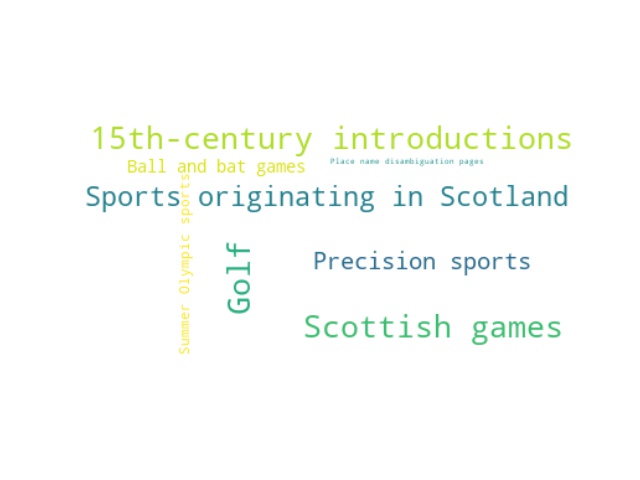 15th-century introductions
Ball and bat games
Place name disambiguation pages
Sports originating in Scotland
Summer Olympic sports
Golf
Precision sports
Scottish games